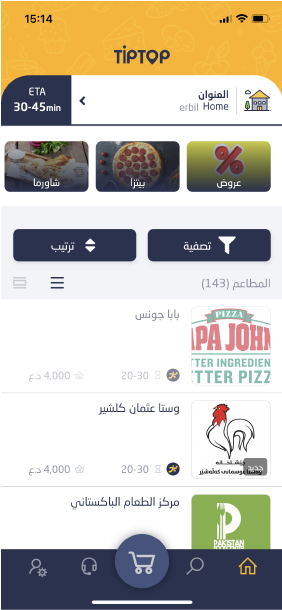 15:14
TiPTOP
العنوان
erbil Home
ETA
30-45min
عروض
بيتزا
شاورما
تصفية
ترتيب
المطاعم (143)
بابا جونس
PIZZA
PAPA JOHN
TTER INGREDIEN
ETTER PIZZ
20-30
4,000 د.ع
وستا عثمان كلشير
جديد
20-30
4,000 د.ع
مركز الطعام الباكستاني
PAKISTAN